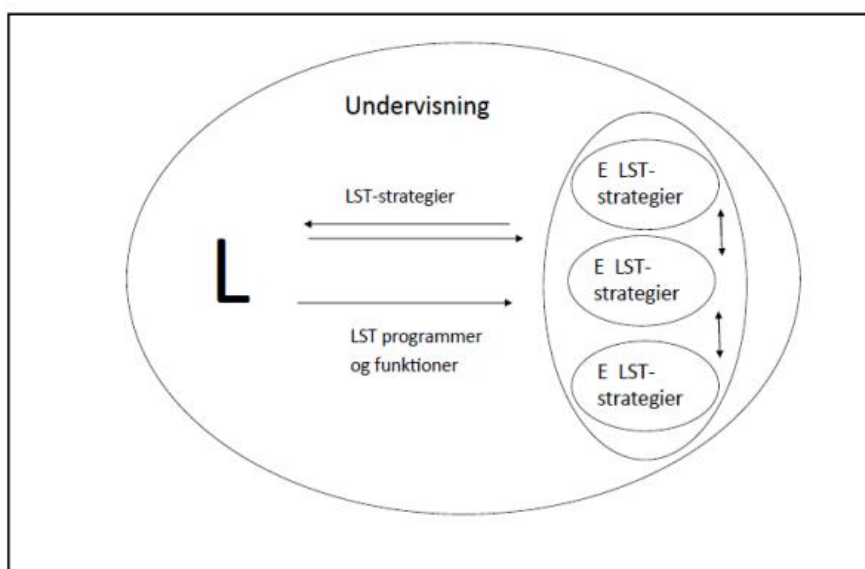 Undervisning
LST-strategier
L
LST programmer
og funktioner
E LST-
strategier
E LST-
strategier
E LST-
strategier